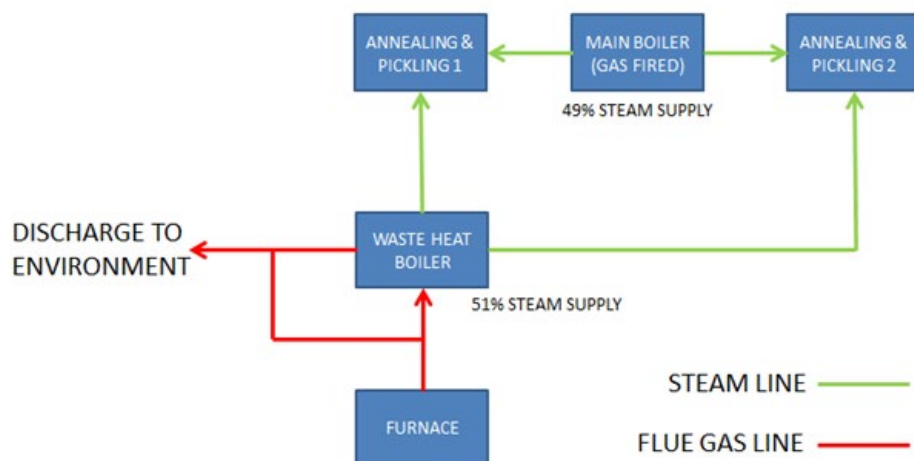 ANNEALING &
PICKLING 1
MAIN BOILER
(GAS FIRED)
ANNEALING &
PICKLING 2
49% STEAM SUPPLY
DISCHARGE TO
ENVIRONMENT
WASTE HEAT
BOILER
51% STEAM SUPPLY
FURNACE
STEAM LINE
FLUE GAS LINE